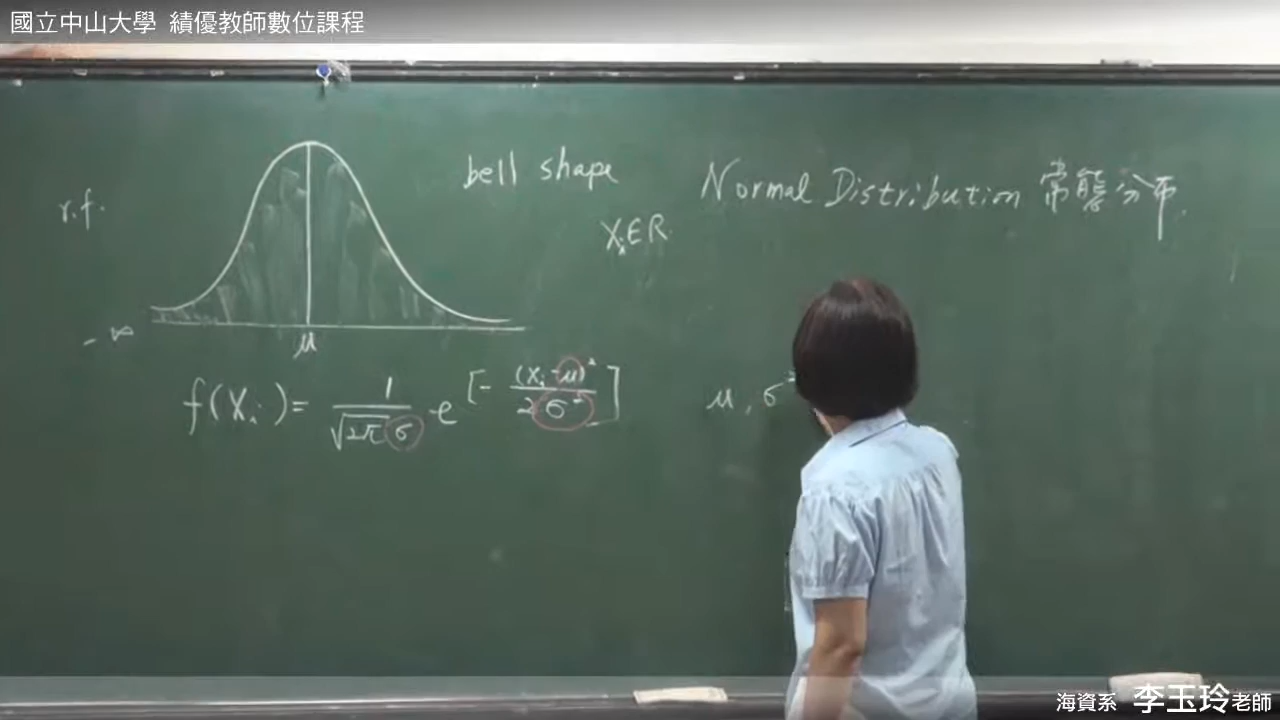 國立中山大學 績優教師數位課程
bell shape
Normal Distribution 常態分布
r.f.
Xᵢ∈R
-∞
μ
f(Xᵢ)= 1/(√2π σ) · e^[- (Xᵢ-μ)²/2σ²]
μ, σ²
海資系 李玉玲老師